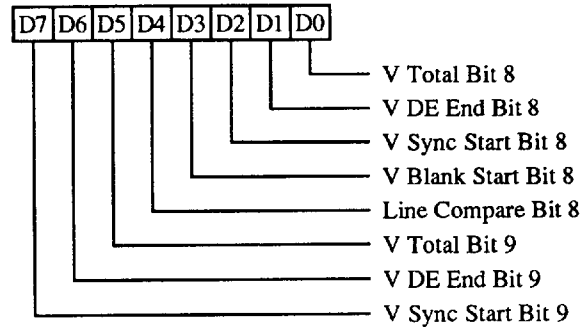 D7 D6 D5 D4 D3 D2 D1 D0
V Total Bit 8
V DE End Bit 8
V Sync Start Bit 8
V Blank Start Bit 8
Line Compare Bit 8
V Total Bit 9
V DE End Bit 9
V Sync Start Bit 9